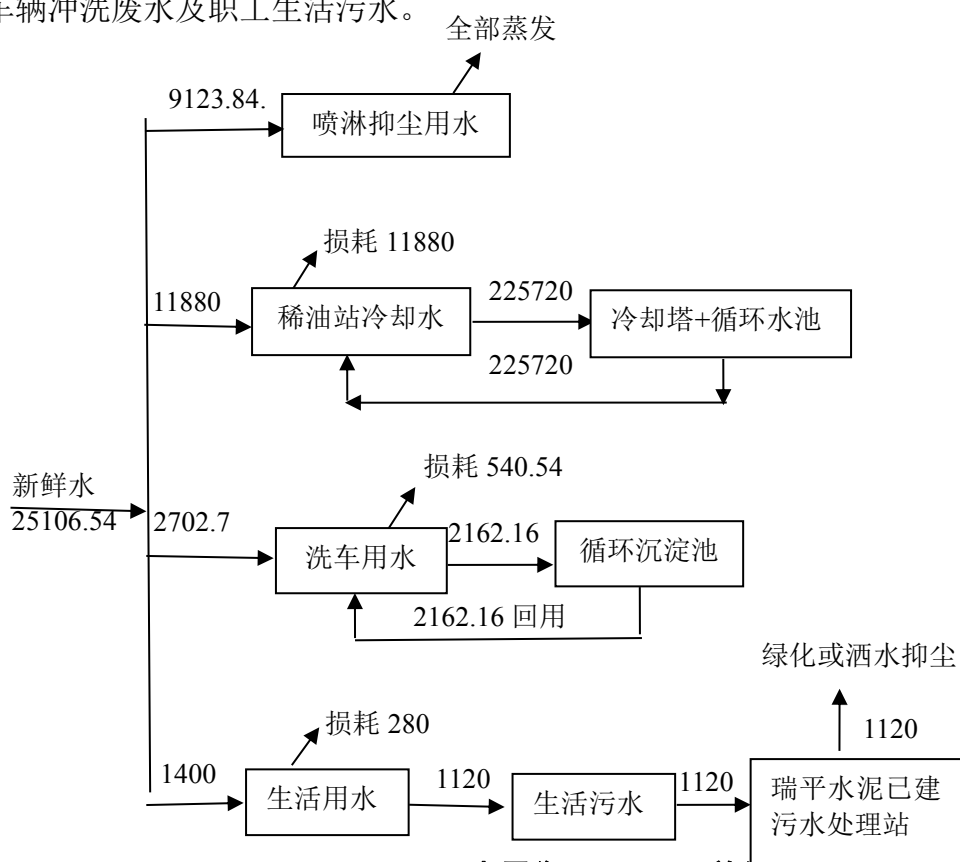 车辆冲洗废水及职工生活污水。
全部蒸发
9123.84.
喷淋抑尘用水
损耗 11880
11880
稀油站冷却水
225720
冷却塔+循环水池
225720
损耗 540.54
新鲜水
25106.54
2702.7
洗车用水
2162.16
循环沉淀池
2162.16 回用
绿化或洒水抑尘
损耗 280
1120
1400
生活用水
1120
生活污水
1120
瑞平水泥已建
污水处理站